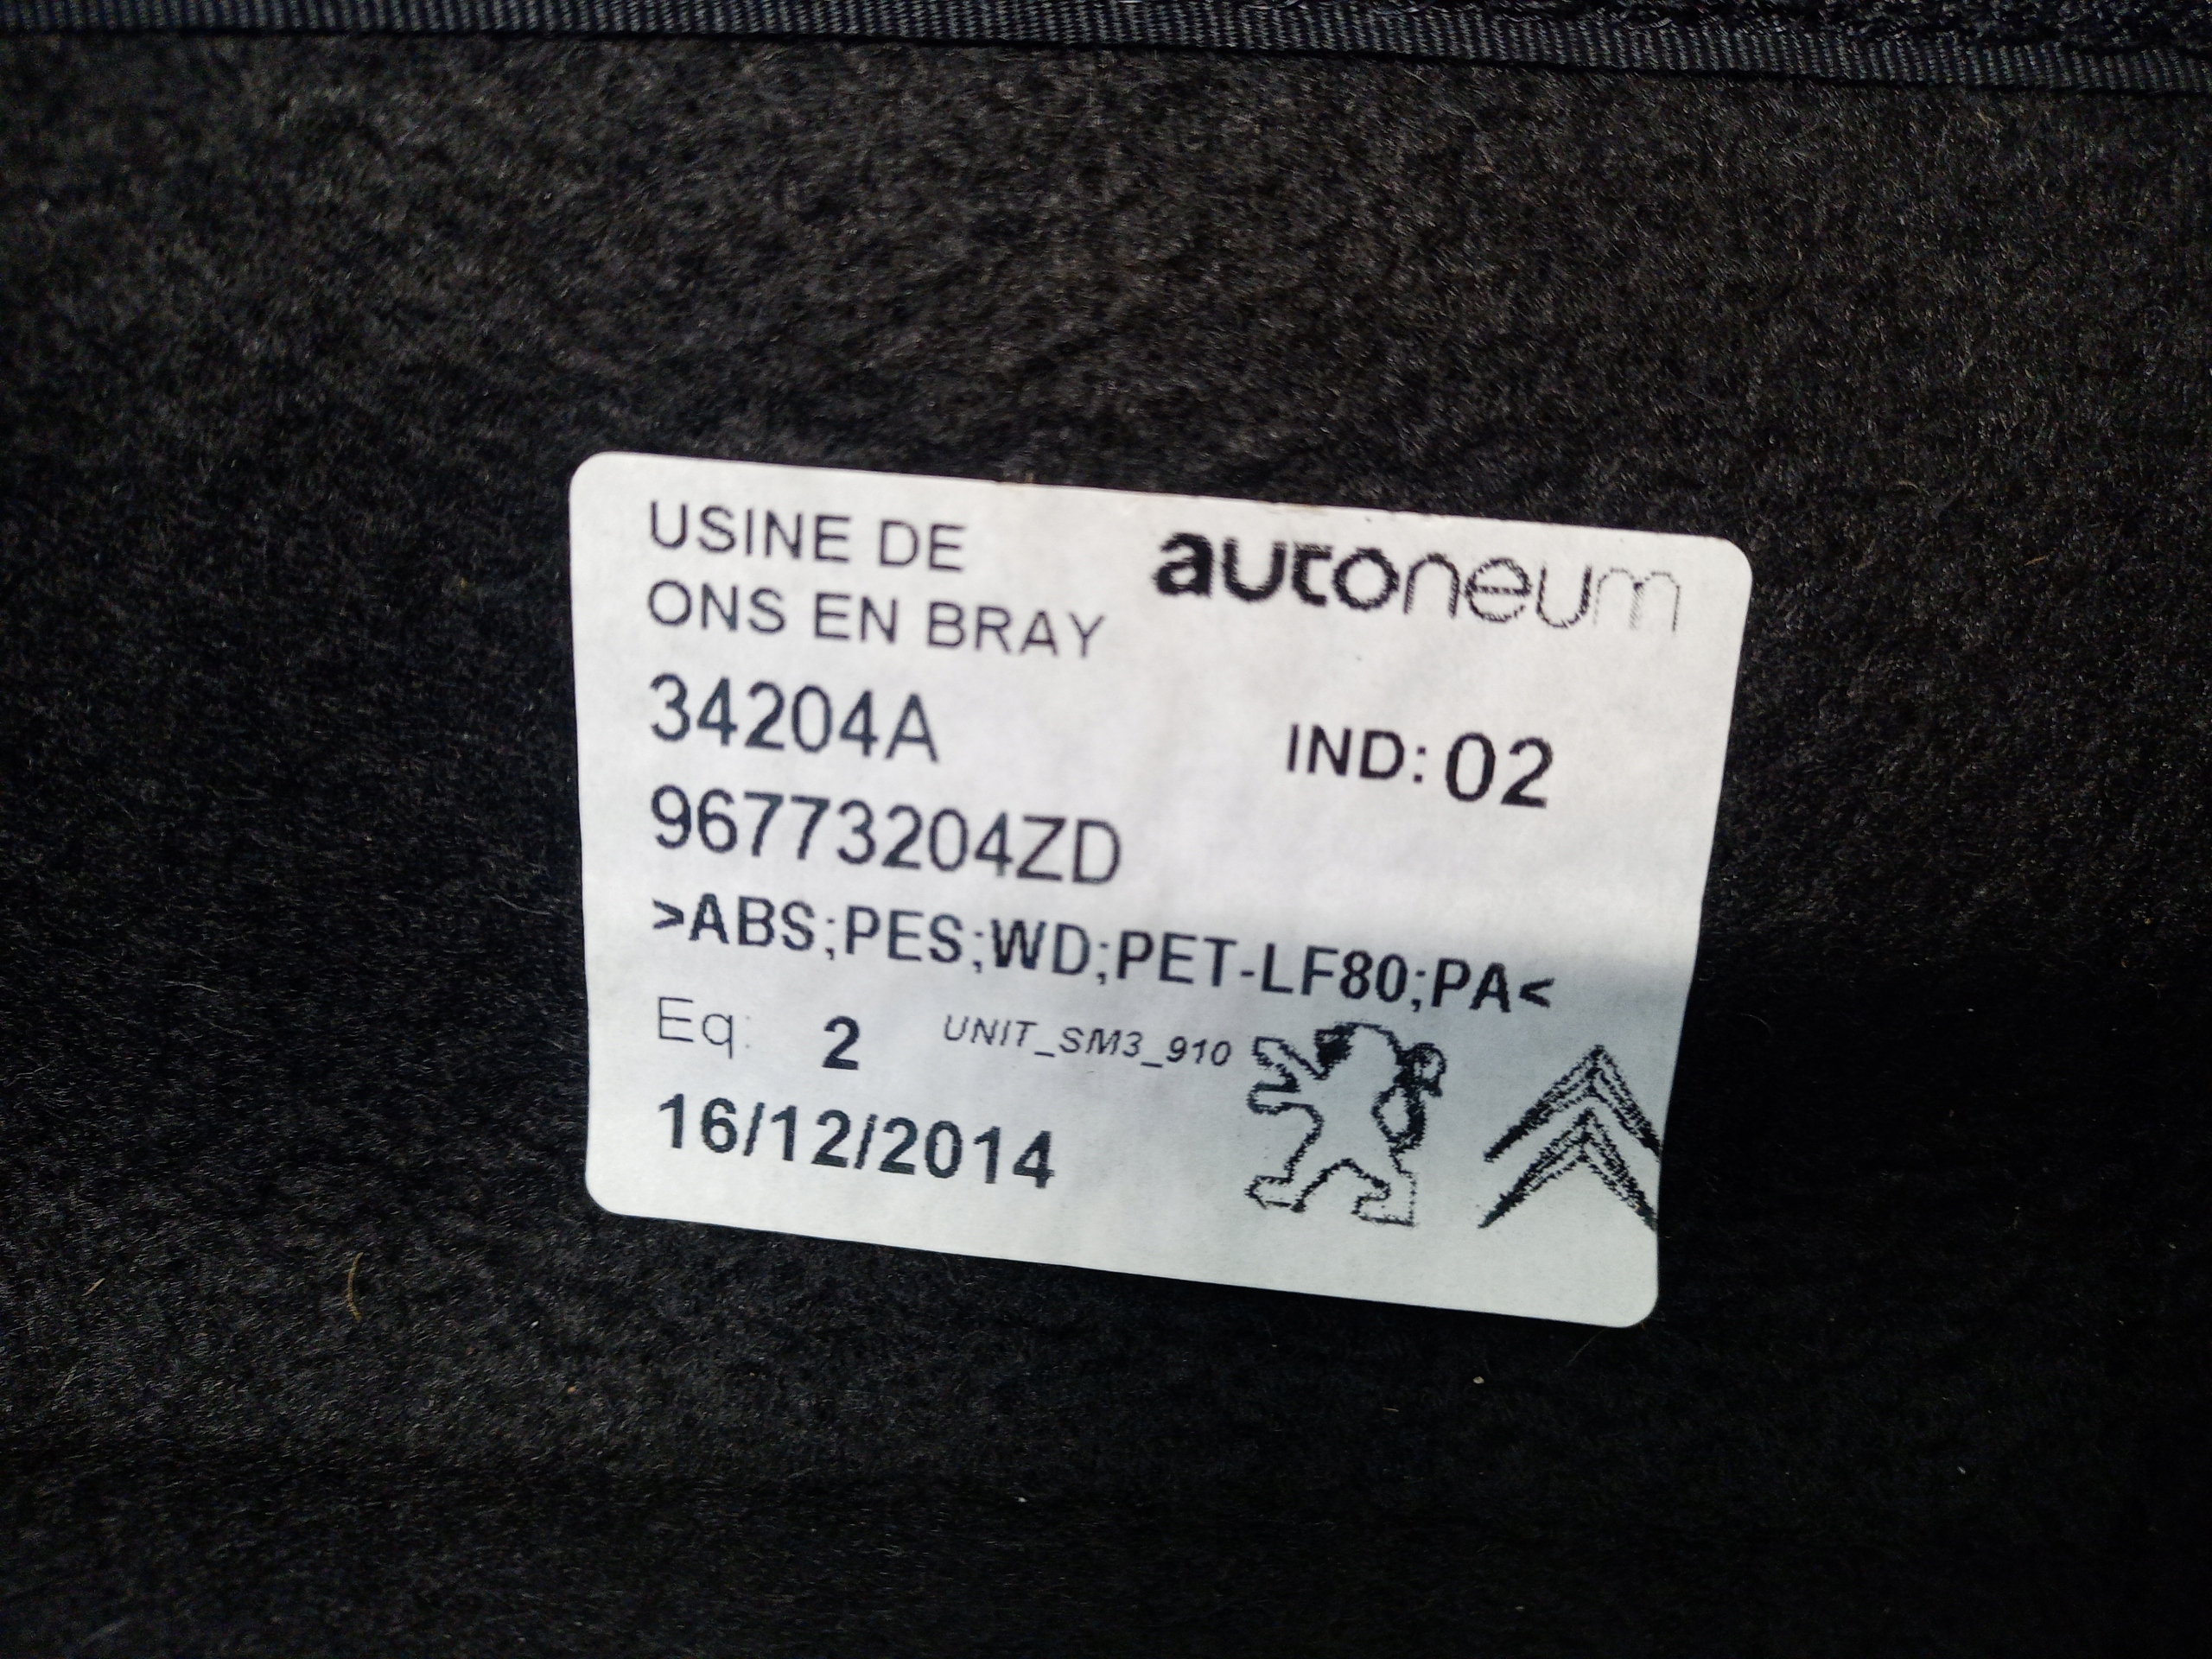 USINE DE
ONS EN BRAY
autoneum
34204A
IND: 02
96773204ZD
>ABS;PES;WD;PET-LF80;PA<
Eq: 2 UNIT_SM3_910
16/12/2014